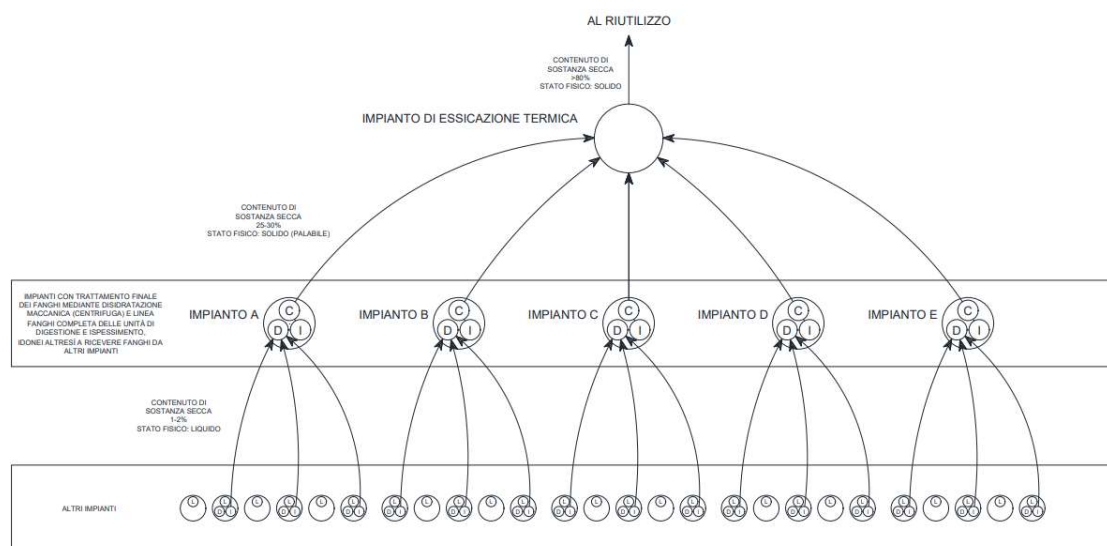 AL RIUTILIZZO
CONTENUTO DI
SOSTANZA SECCA
>80%
STATO FISICO: SOLIDO
IMPIANTO DI ESSICAZIONE TERMICA
CONTENUTO DI
SOSTANZA SECCA
25-30%
STATO FISICO: SOLIDO (PALABILE)
IMPIANTI CON TRATTAMENTO FINALE
DEI FANGHI MEDIANTE DISIDRATAZIONE
MACCANICA (CENTRIFUGA) E LINEA
FANGHI COMPLETA DELLE UNITÀ DI
DIGESTIONE E ISPESSIMENTO,
IDONEI ALTRESÌ A RICEVERE FANGHI DA
ALTRI IMPIANTI
IMPIANTO A
C
D I
IMPIANTO B
C
D I
IMPIANTO C
C
D I
IMPIANTO D
C
D I
IMPIANTO E
C
D I
CONTENUTO DI
SOSTANZA SECCA
1-2%
STATO FISICO: LIQUIDO
ALTRI IMPIANTI
L L L L L L L L L L L L L L L L L L L L L L L L L L L L L L
D I D I D I D I D I D I D I D I D I D I D I D I D I D I D I